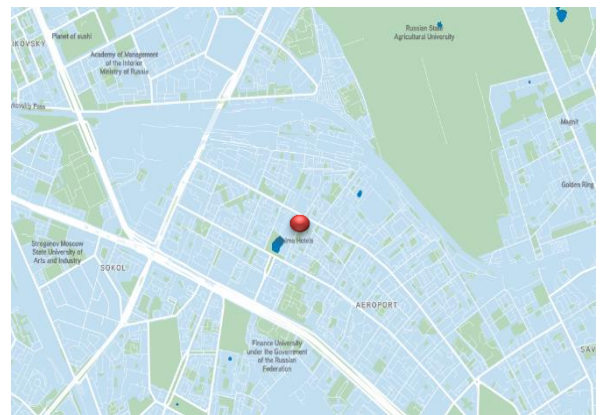 Planet of sushi
Academy of Management
of the Interior
Ministry of Russia
Russian State
Agricultural University
Magnit
Golden Ring
Stroganov Moscow
State University of
Arts and Industry
SOKOL
AEROPORT
Finance University
under the Government
of the Russian
Federation